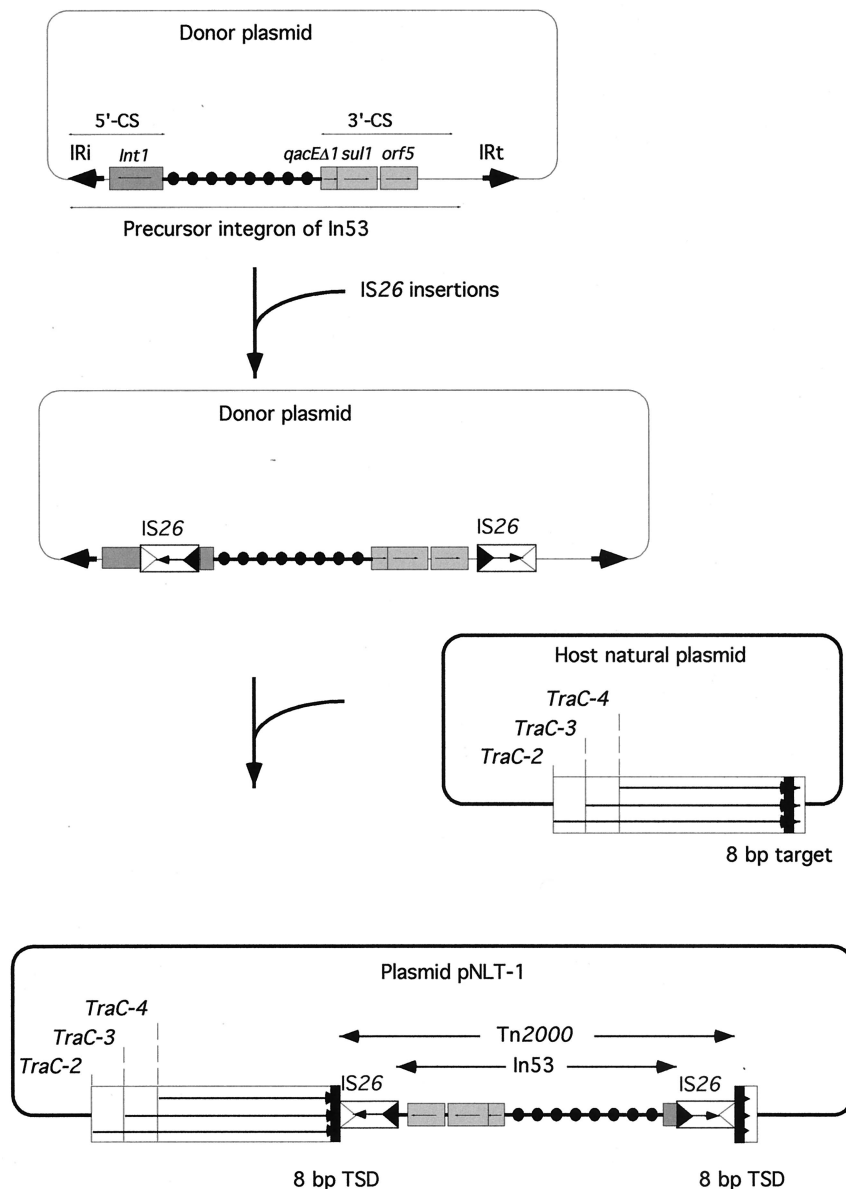 Donor plasmid
5'-CS 3'-CS
IRi Int1 qacEΔ1 sul1 orf5 IRt
Precursor integron of In53
IS26 insertions
Donor plasmid
IS26 IS26
Host natural plasmid
TraC-4
TraC-3
TraC-2
8 bp target
Plasmid pNLT-1
TraC-4
TraC-3
TraC-2
Tn2000
In53
IS26 IS26
8 bp TSD 8 bp TSD